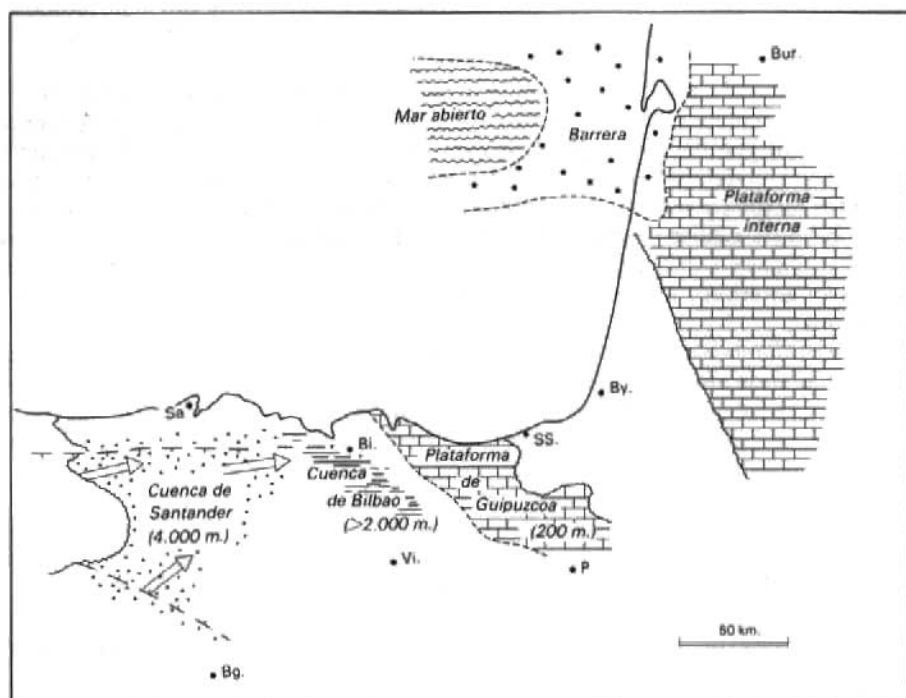 Bur.
Mar abierto
Barrera
Plataforma
interna
By.
Sa
SS.
Bi.
Plataforma
de
Guipuzcoa
(200 m.)
Cuenca
de Bilbao
(>2.000 m.)
Cuenca de
Santander
(4.000 m.)
Vi.
P
50 km.
Bg.